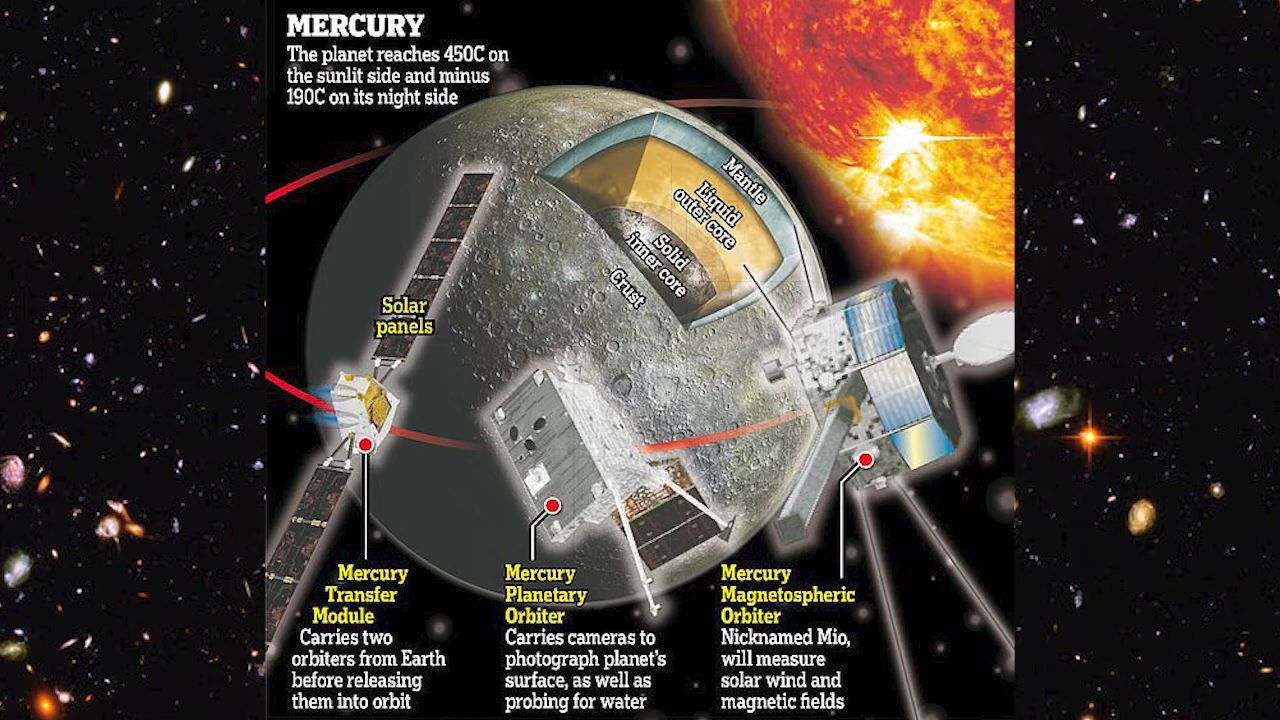 MERCURY
The planet reaches 450C on
the sunlit side and minus
190C on its night side
Mantle
Liquid
outer core
Solid
inner core
Crust
Solar
panels
Mercury
Transfer
Module
Carries two
orbiters from Earth
before releasing
them into orbit
Mercury
Planetary
Orbiter
Carries cameras to
photograph planet's
surface, as well as
probing for water
Mercury
Magnetospheric
Orbiter
Nicknamed Mio,
will measure
solar wind and
magnetic fields